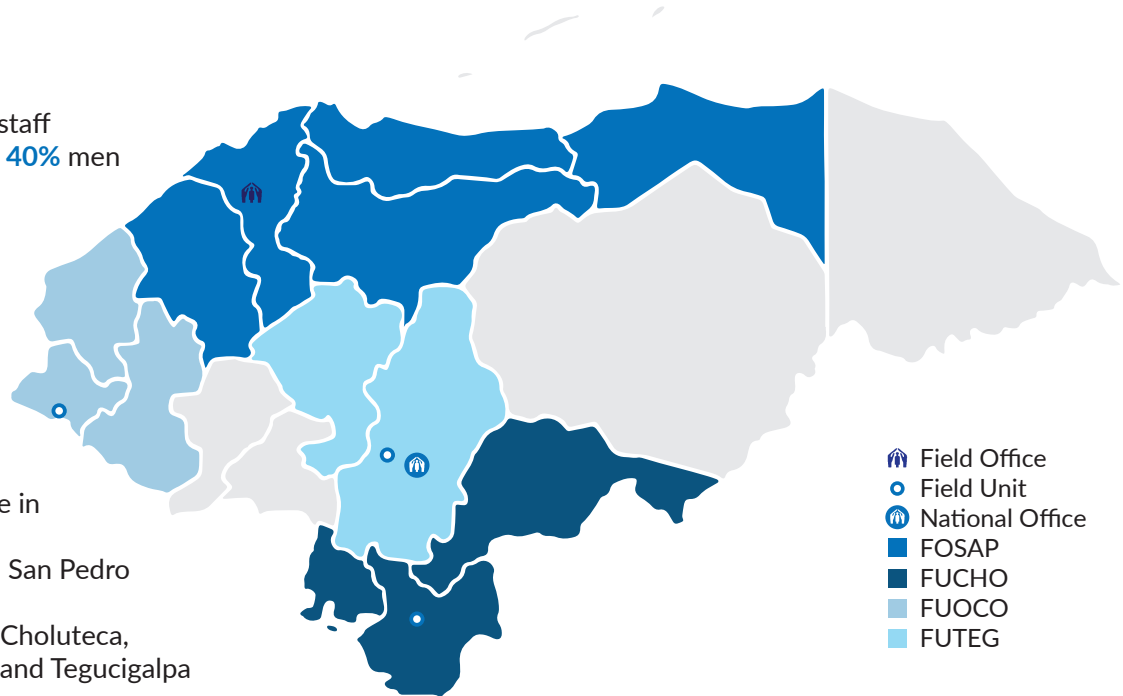 staff
40% men
e in
San Pedro
Choluteca,
and Tegucigalpa
Field Office
Field Unit
National Office
FOSAP
FUCHO
FUOCO
FUTEG